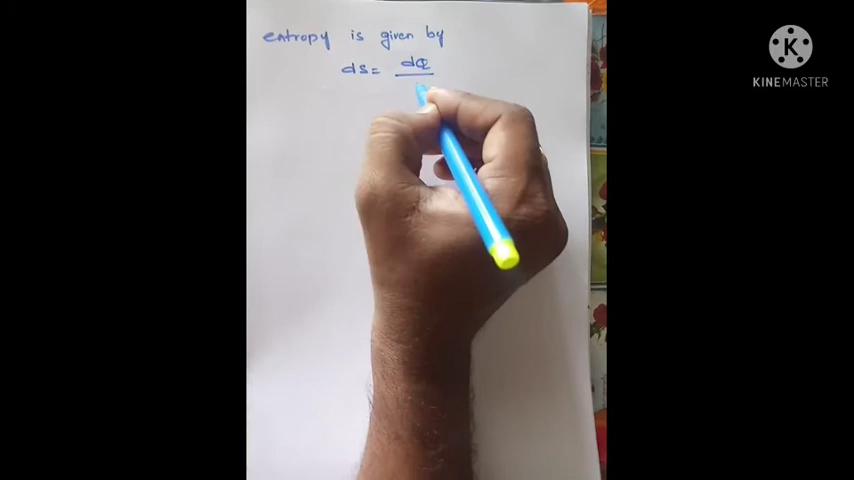 entropy is given by
dS = dQ
K
KINEMASTER